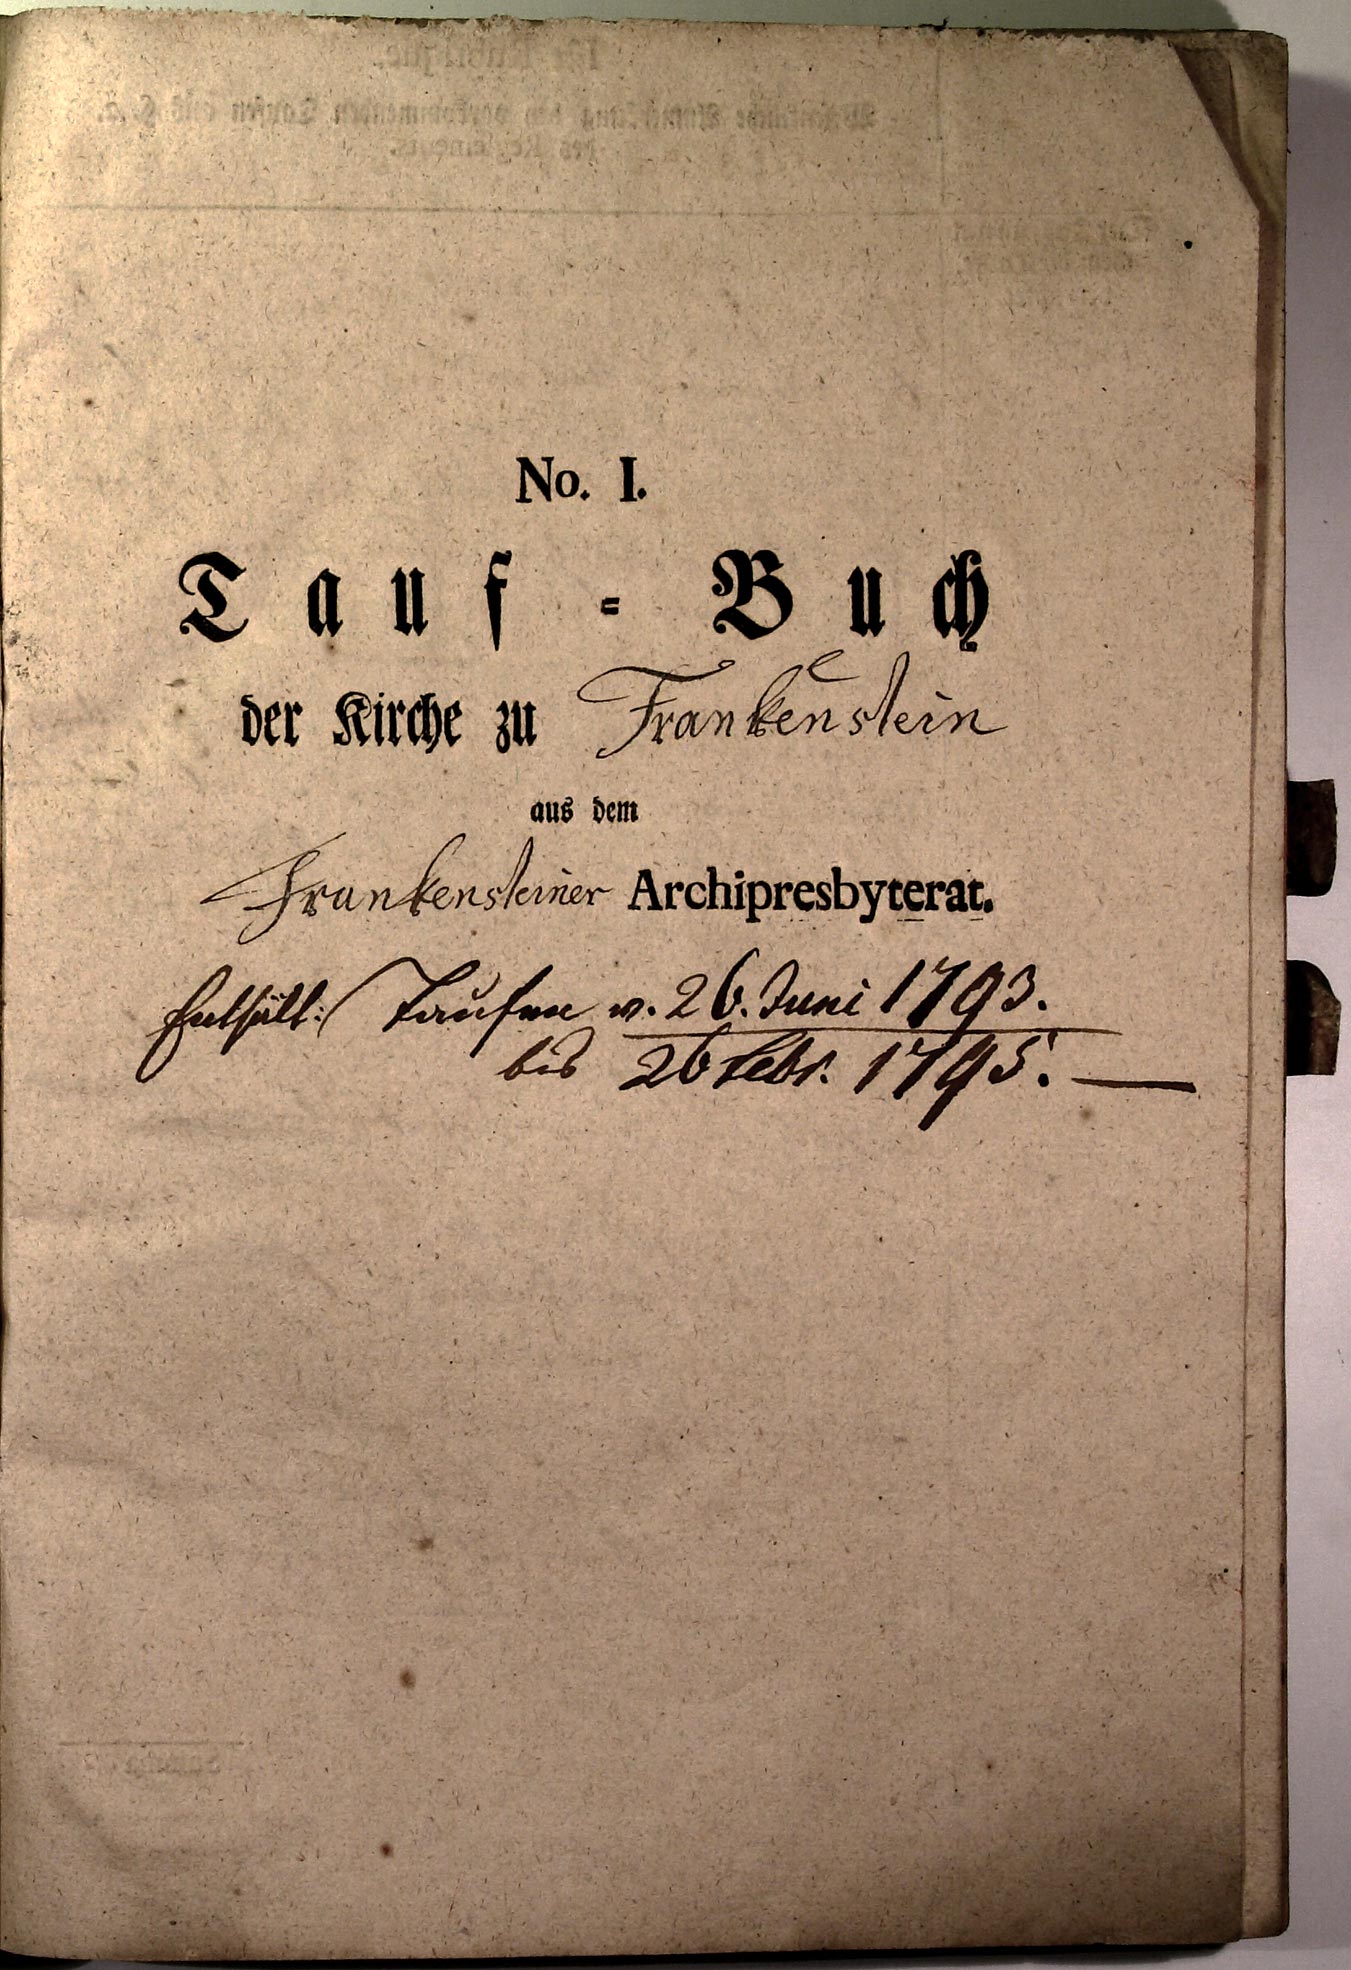 No. I.
Tauf = Buch
der Kirche zu Frankenstein
aus dem
Frankensteiner Archipresbyterat.
Enthält: Taufen v. 26. Juni 1793.
bis 26 Febr. 1795. —